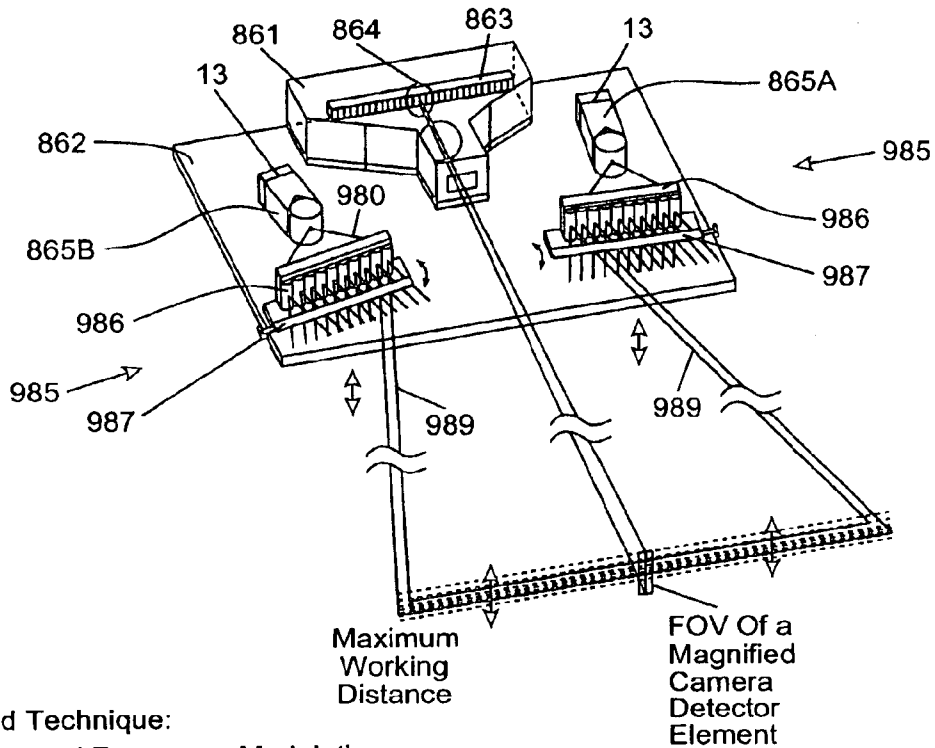 864
863
861
13
865A
13
862
985
980
986
865B
987
986
985
987
989
989
Maximum
Working
Distance
FOV Of a
Magnified
Camera
Detector
Element
d Technique: